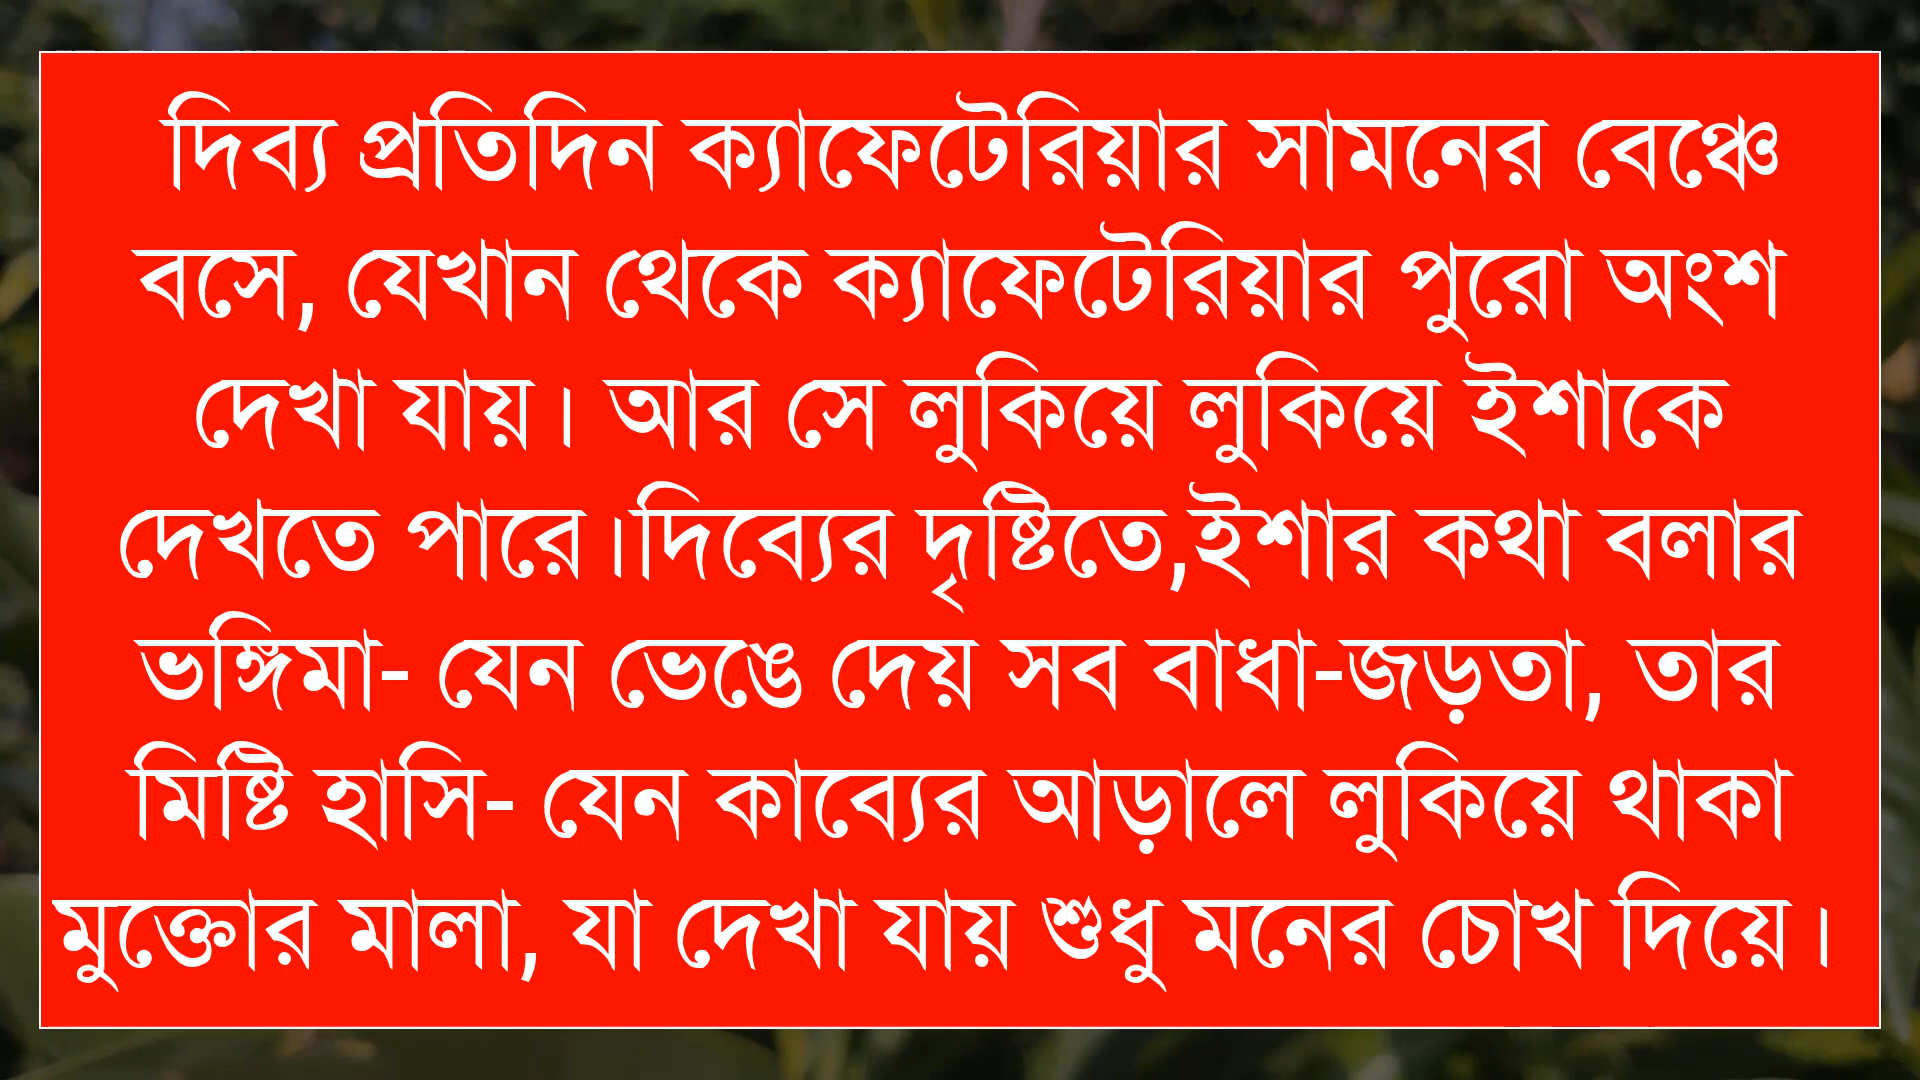 দিব্য প্রতিদিন ক্যাফেটেরিয়ার সামনের বেঞ্চে
বসে, যেখান থেকে ক্যাফেটেরিয়ার পুরো অংশ
দেখা যায়। আর সে লুকিয়ে লুকিয়ে ইশাকে
দেখতে পারে।দিব্যের দৃষ্টিতে,ইশার কথা বলার
ভঙ্গিমা- যেন ভেঙে দেয় সব বাধা-জড়তা, তার
মিষ্টি হাসি- যেন কাব্যের আড়ালে লুকিয়ে থাকা
মুক্তোর মালা, যা দেখা যায় শুধু মনের চোখ দিয়ে।